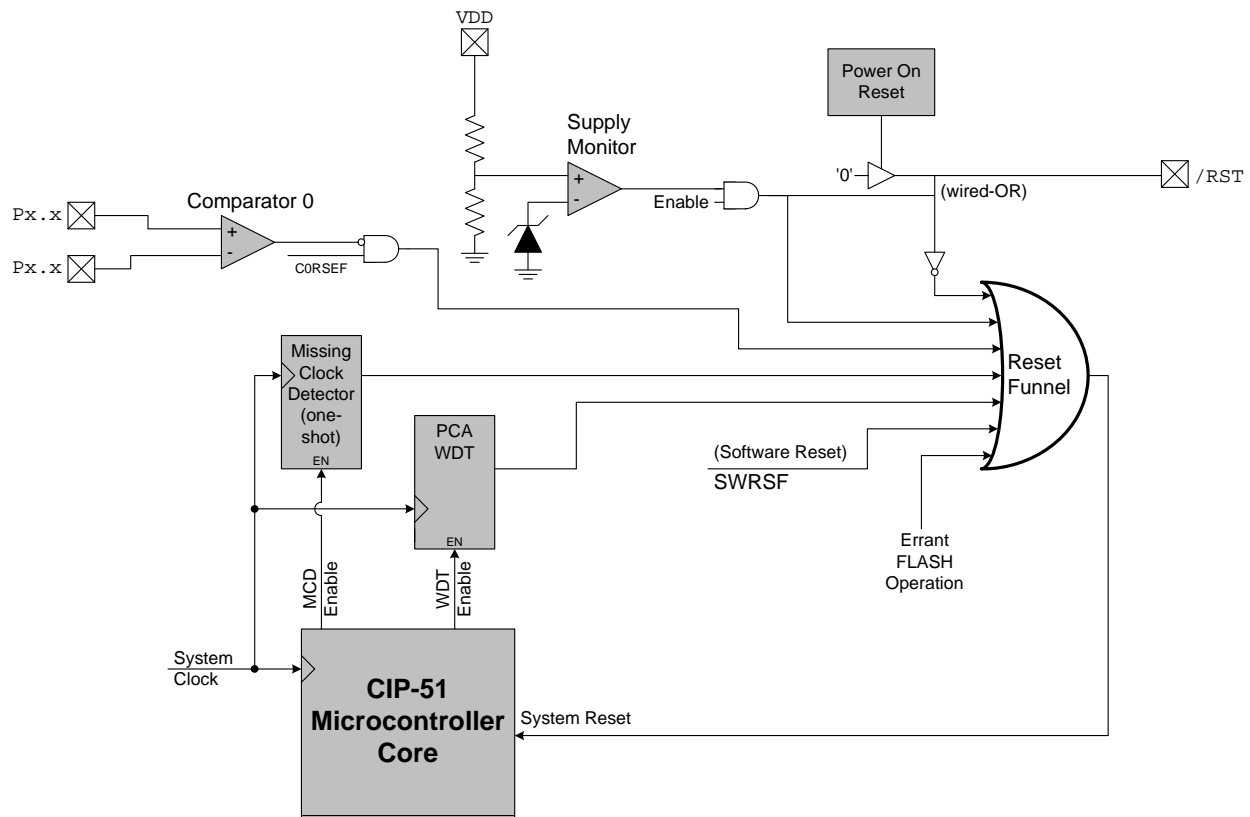 VDD
Power On
Reset
Supply
Monitor
+
-
Enable
'0'
(wired-OR)
/RST
Comparator 0
Px.x
Px.x
+
-
C0RSEF
Missing
Clock
Detector
(one-
shot)
EN
PCA
WDT
EN
Reset
Funnel
(Software Reset)
SWRSF
Errant
FLASH
Operation
MCD
Enable
WDT
Enable
System
Clock
CIP-51
Microcontroller
Core
System Reset